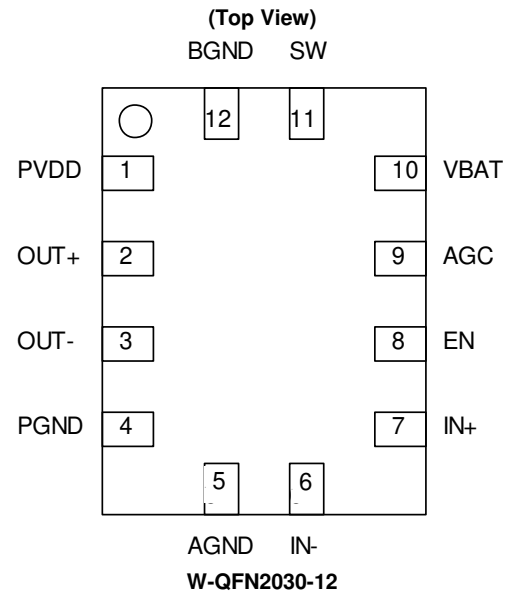 (Top View)
BGND SW
12 11
PVDD 1 10 VBAT
OUT+ 2 9 AGC
OUT- 3 8 EN
PGND 4 7 IN+
5 6
AGND IN-
W-QFN2030-12